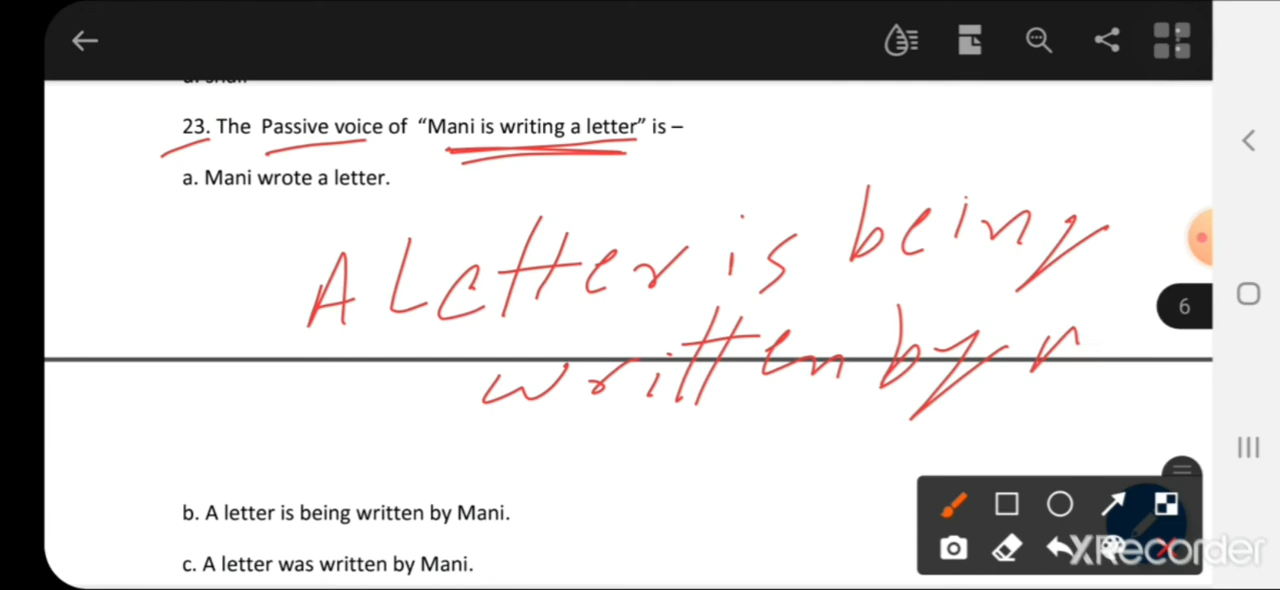 23. The Passive voice of “Mani is writing a letter” is –
a. Mani wrote a letter.
A Letter is being
written by
6
b. A letter is being written by Mani.
c. A letter was written by Mani.
XRecorder